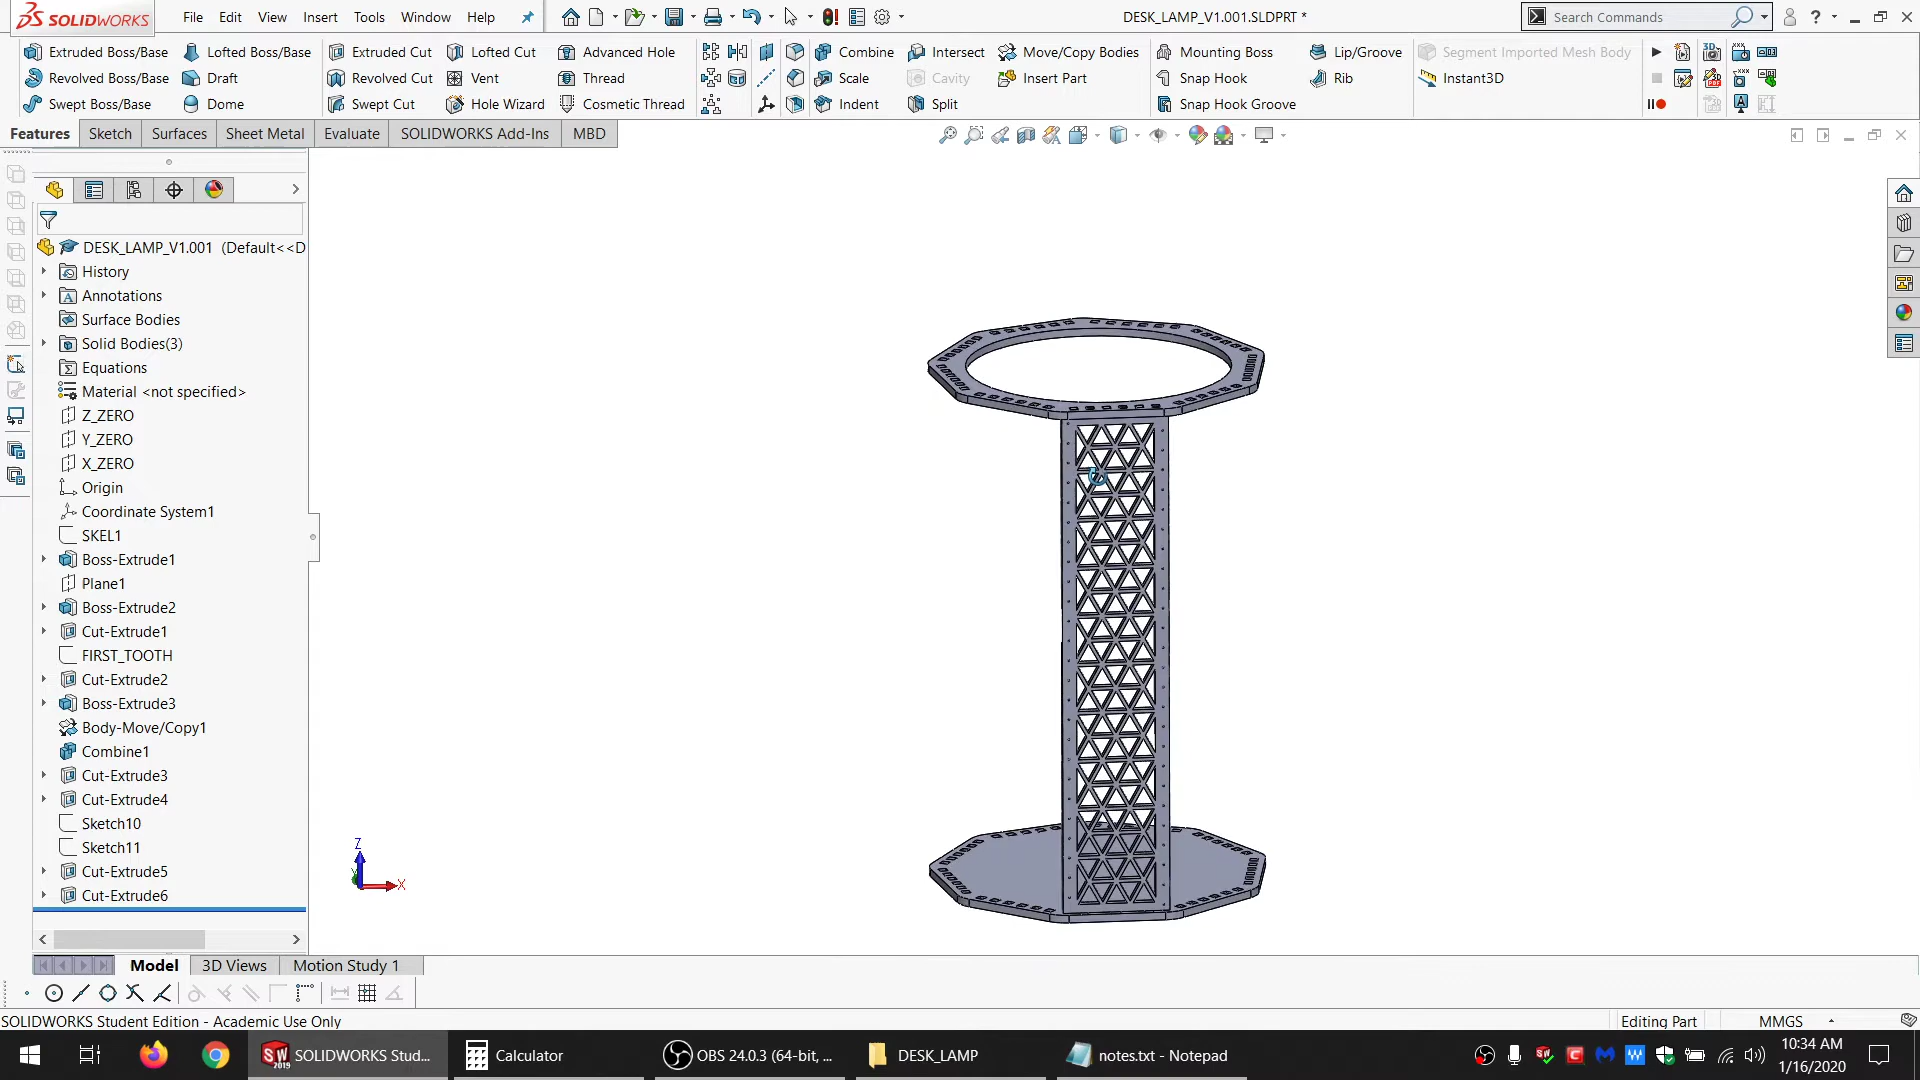 SOLIDWORKS
File Edit View Insert Tools Window Help
DESK_LAMP_V1.001.SLDPRT *
Search Commands
Extruded Boss/Base Lofted Boss/Base Extruded Cut Lofted Cut Advanced Hole Combine Intersect Move/Copy Bodies Mounting Boss Lip/Groove Segment Imported Mesh Body
Revolved Boss/Base Draft Revolved Cut Vent Thread Scale Cavity Insert Part Snap Hook Rib Instant3D
Swept Boss/Base Dome Swept Cut Hole Wizard Cosmetic Thread Indent Split Snap Hook Groove
Features Sketch Surfaces Sheet Metal Evaluate SOLIDWORKS Add-Ins MBD
DESK_LAMP_V1.001 (Default<<D
History
Annotations
Surface Bodies
Solid Bodies(3)
Equations
Material <not specified>
Z_ZERO
Y_ZERO
X_ZERO
Origin
Coordinate System1
SKEL1
Boss-Extrude1
Plane1
Boss-Extrude2
Cut-Extrude1
FIRST_TOOTH
Cut-Extrude2
Boss-Extrude3
Body-Move/Copy1
Combine1
Cut-Extrude3
Cut-Extrude4
Sketch10
Sketch11
Cut-Extrude5
Cut-Extrude6
Z
X
Model 3D Views Motion Study 1
SOLIDWORKS Student Edition - Academic Use Only
Editing Part MMGS
SOLIDWORKS Stud... Calculator OBS 24.0.3 (64-bit, ... DESK_LAMP notes.txt - Notepad
10:34 AM
1/16/2020